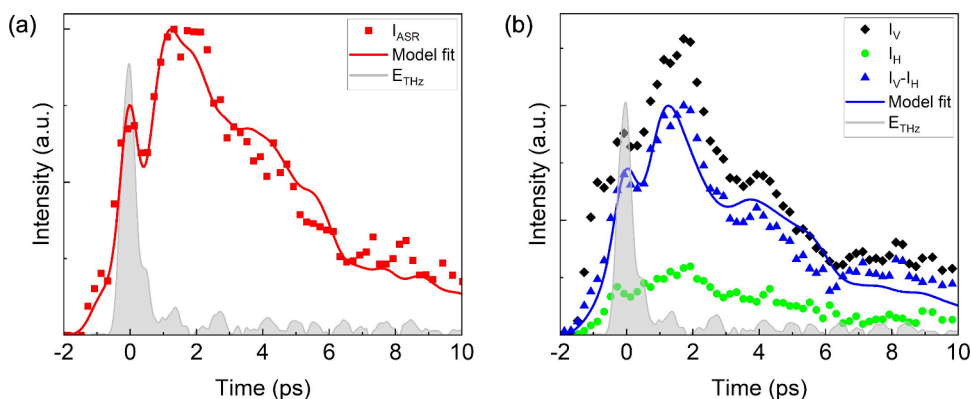 (a)
I_ASR
Model fit
E_THz
Intensity (a.u.)
-2 0 2 4 6 8 10
Time (ps)
(b)
I_V
I_H
I_V-I_H
Model fit
E_THz
Intensity (a.u.)
-2 0 2 4 6 8 10
Time (ps)